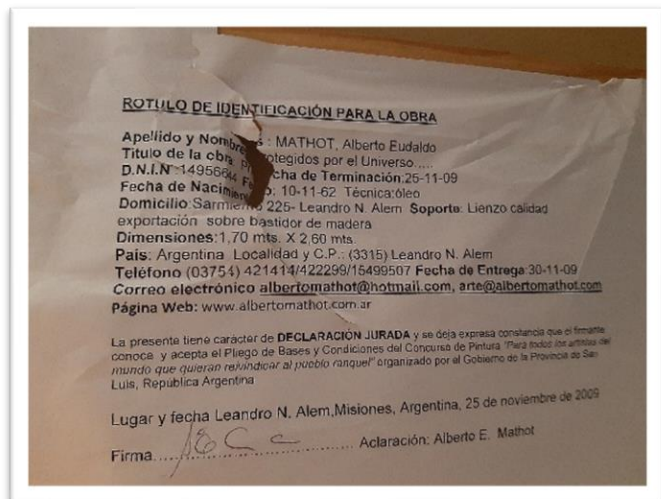 ROTULO DE IDENTIFICACIÓN PARA LA OBRA
Apellido y Nombre : MATHOT, Alberto Eudaldo
Titulo de la obra: otegidos por el Universo.....
D.N.I.N cha de Terminación:25-11-09
Fecha de 10-11-62 Técnica:óleo
Domicilio:Sarmiento 225- Leandro N. Alem Soporte: Lienzo calidad
exportación sobre bastidor de madera
Dimensiones:1,70 mts. X 2,60 mts.
País: Argentina Localidad y C.P.: (3315) Leandro N. Alem
Teléfono (03754) 421414/422299/15499507 Fecha de Entrega:30-11-09
Correo electrónico albertomathot@hotmail.com, arte@albertomathot.com
Página Web: www.albertomathot.com.ar
La presente tiene carácter de DECLARACIÓN JURADA y se deja expresa constancia que el firmante
conoce y acepta el Pliego de Bases y Condiciones del Concurso de Pintura "Para todos los artistas del
mundo que quieran reivindicar al pueblo ranquel" organizado por el Gobierno de la Provincia de San
Luis, República Argentina
Lugar y fecha Leandro N. Alem,Misiones, Argentina, 25 de noviembre de 2009
Firma.................................. Aclaración: Alberto E. Mathot